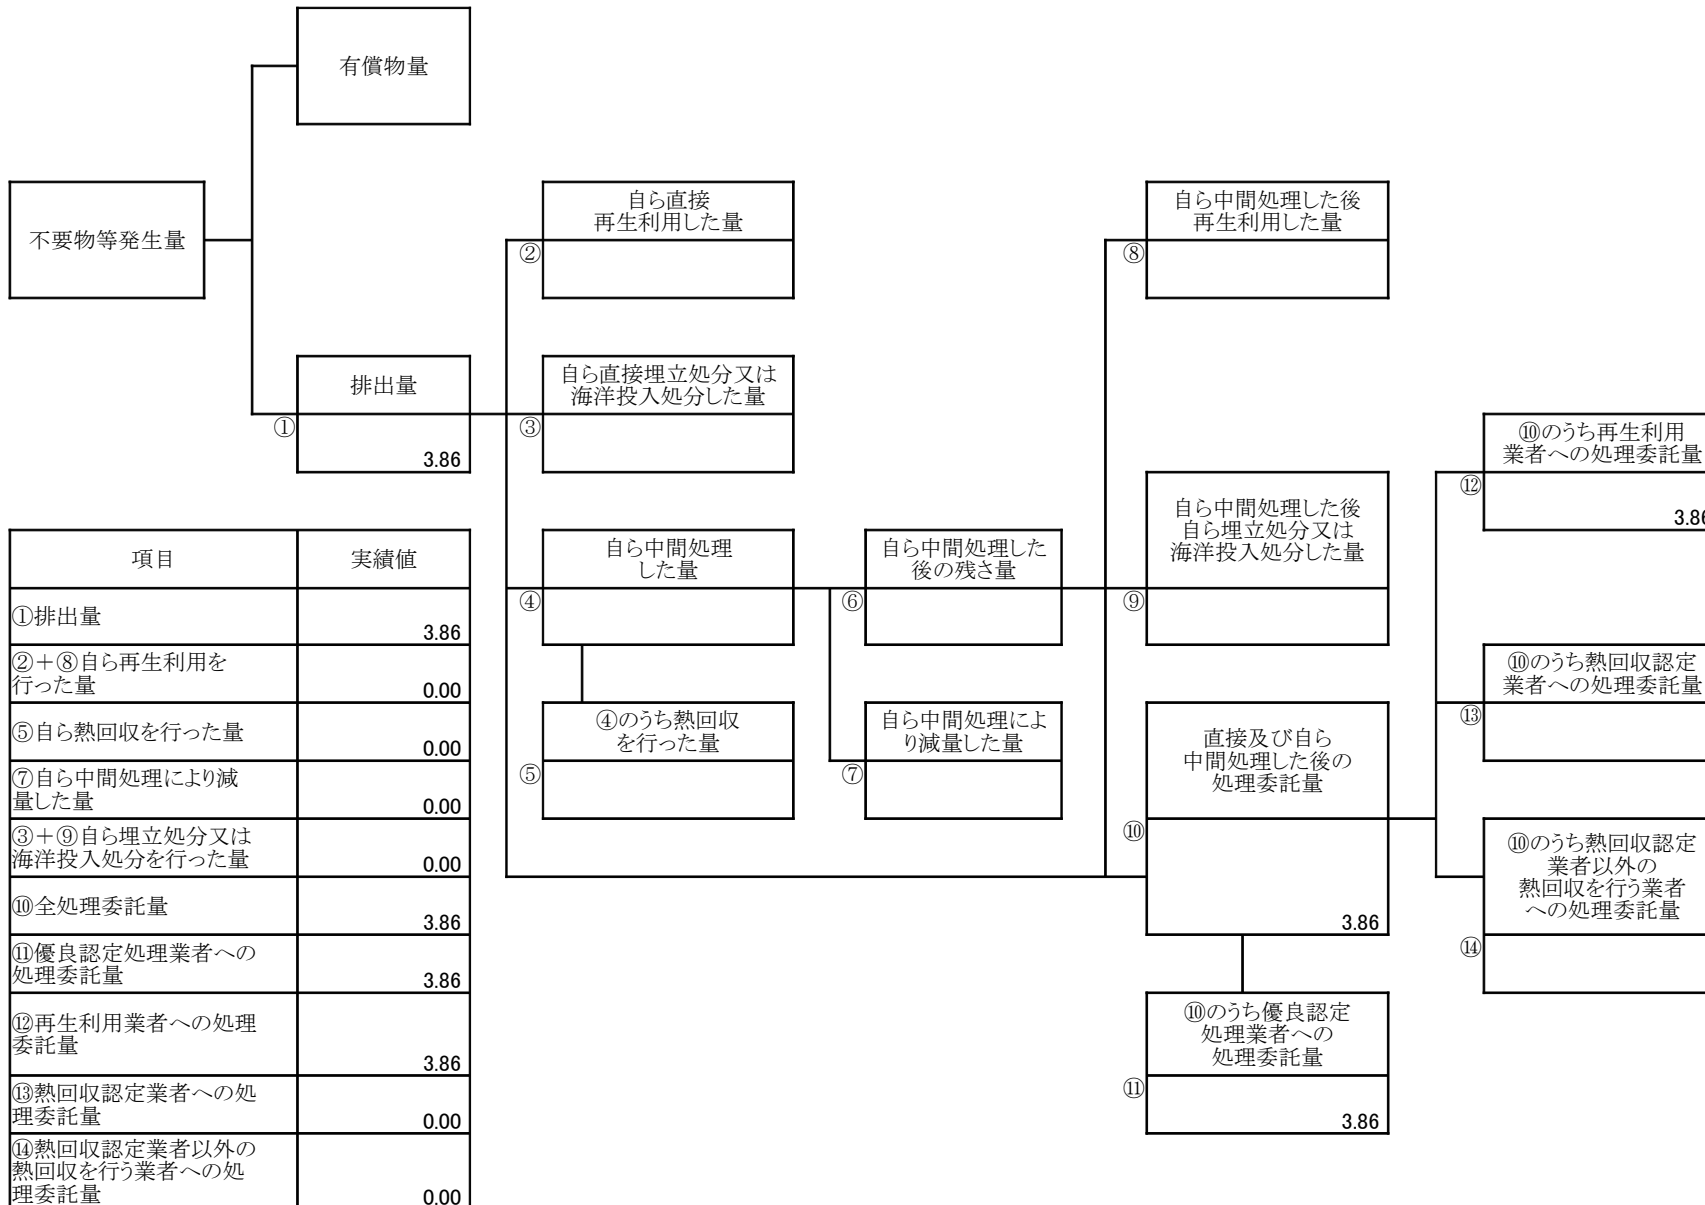 有償物量
不要物等発生量
自ら直接
再生利用した量
②
自ら中間処理した後
再生利用した量
⑧
排出量
①
3.86
自ら直接埋立処分又は
海洋投入処分した量
③
⑩のうち再生利用
業者への処理委託量
⑫
3.86
自ら中間処理
した量
④
自ら中間処理した
後の残さ量
⑥
自ら中間処理した後
自ら埋立処分又は
海洋投入処分した量
⑨
④のうち熱回収
を行った量
⑤
自ら中間処理によ
り減量した量
⑦
直接及び自ら
中間処理した後の
処理委託量
⑩
3.86
⑩のうち熱回収認定
業者への処理委託量
⑬
⑩のうち熱回収認定
業者以外の
熱回収を行う業者
への処理委託量
⑭
⑩のうち優良認定
処理業者への
処理委託量
⑪
3.86
項目 実績値
①排出量 3.86
②+⑧自ら再生利用を
行った量 0.00
⑤自ら熱回収を行った量 0.00
⑦自ら中間処理により減
量した量 0.00
③+⑨自ら埋立処分又は
海洋投入処分を行った量 0.00
⑩全処理委託量 3.86
⑪優良認定処理業者への
処理委託量 3.86
⑫再生利用業者への処理
委託量 3.86
⑬熱回収認定業者への処
理委託量 0.00
⑭熱回収認定業者以外の
熱回収を行う業者への処
理委託量 0.00